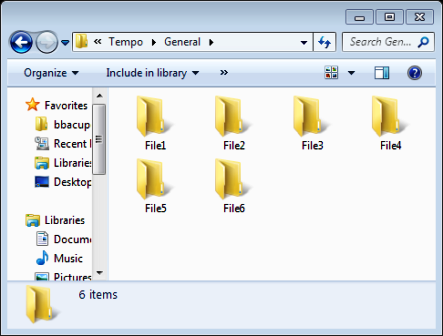 « Tempo General Search Gen...
Organize Include in library »
Favorites
bbacup
Recent
Libraries
Desktop
Libraries
Docum
Music
Pictures
File1 File2 File3 File4
File5 File6
6 items